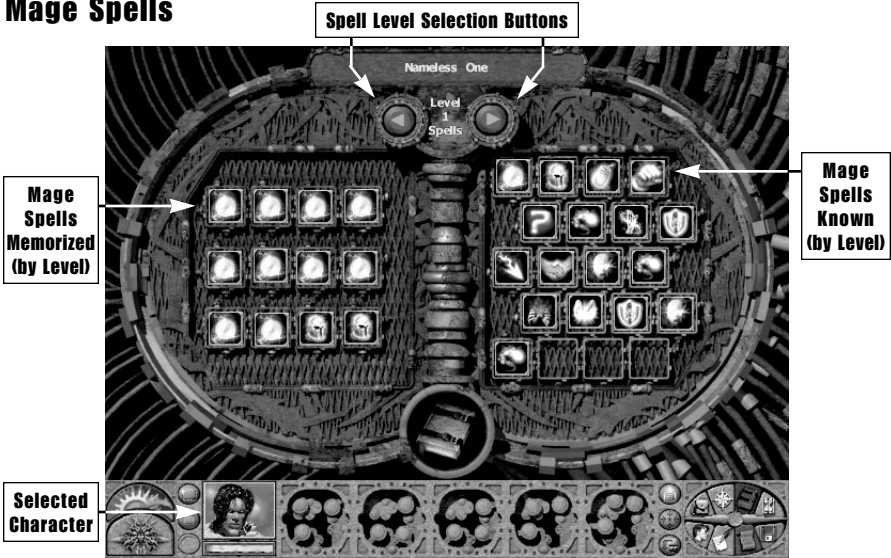 Mage Spells
Spell Level Selection Buttons
Nameless One
Level
1
Spells
Mage
Spells
Memorized
(by Level)
Mage
Spells
Known
(by Level)
Selected
Character